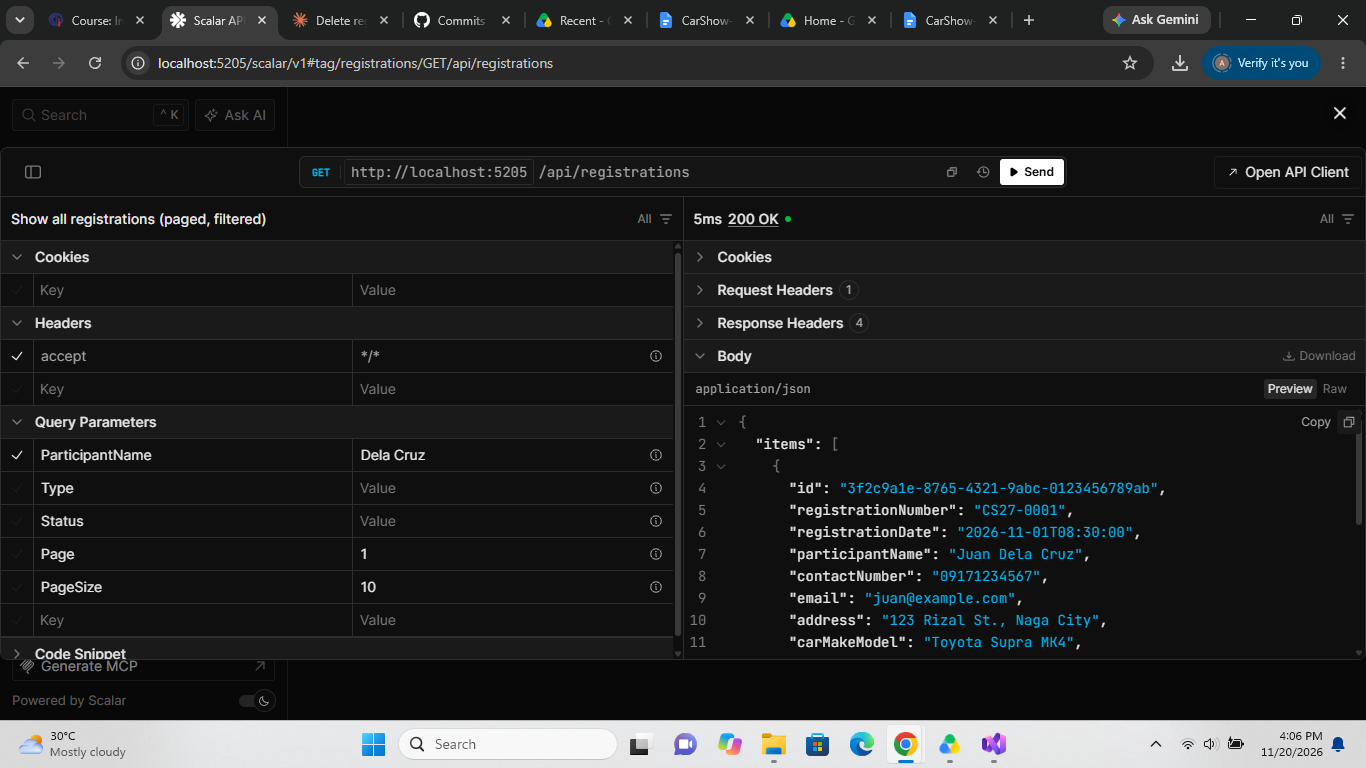 Course: In
Scalar API
Delete re
Commits
Recent - G
CarShow-
Home - G
CarShow-
Ask Gemini
localhost:5205/scalar/v1#tag/registrations/GET/api/registrations
Verify it's you
Search
^ K
Ask AI
GET
http://localhost:5205
/api/registrations
Send
Open API Client
Show all registrations (paged, filtered)
All
5ms 200 OK
All
Cookies
Key
Value
Headers
accept
*/*
Key
Value
Query Parameters
ParticipantName
Dela Cruz
Type
Value
Status
Value
Page
1
PageSize
10
Key
Value
Code Snippet
Cookies
Request Headers 1
Response Headers 4
Body
Download
application/json
Preview Raw
Copy
1 {
2 "items": [
3 {
4 "id": "3f2c9a1e-8765-4321-9abc-0123456789ab",
5 "registrationNumber": "CS27-0001",
6 "registrationDate": "2026-11-01T08:30:00",
7 "participantName": "Juan Dela Cruz",
8 "contactNumber": "09171234567",
9 "email": "juan@example.com",
10 "address": "123 Rizal St., Naga City",
11 "carMakeModel": "Toyota Supra MK4",
Generate MCP
Powered by Scalar
30°C
Mostly cloudy
Search
4:06 PM
11/20/2026